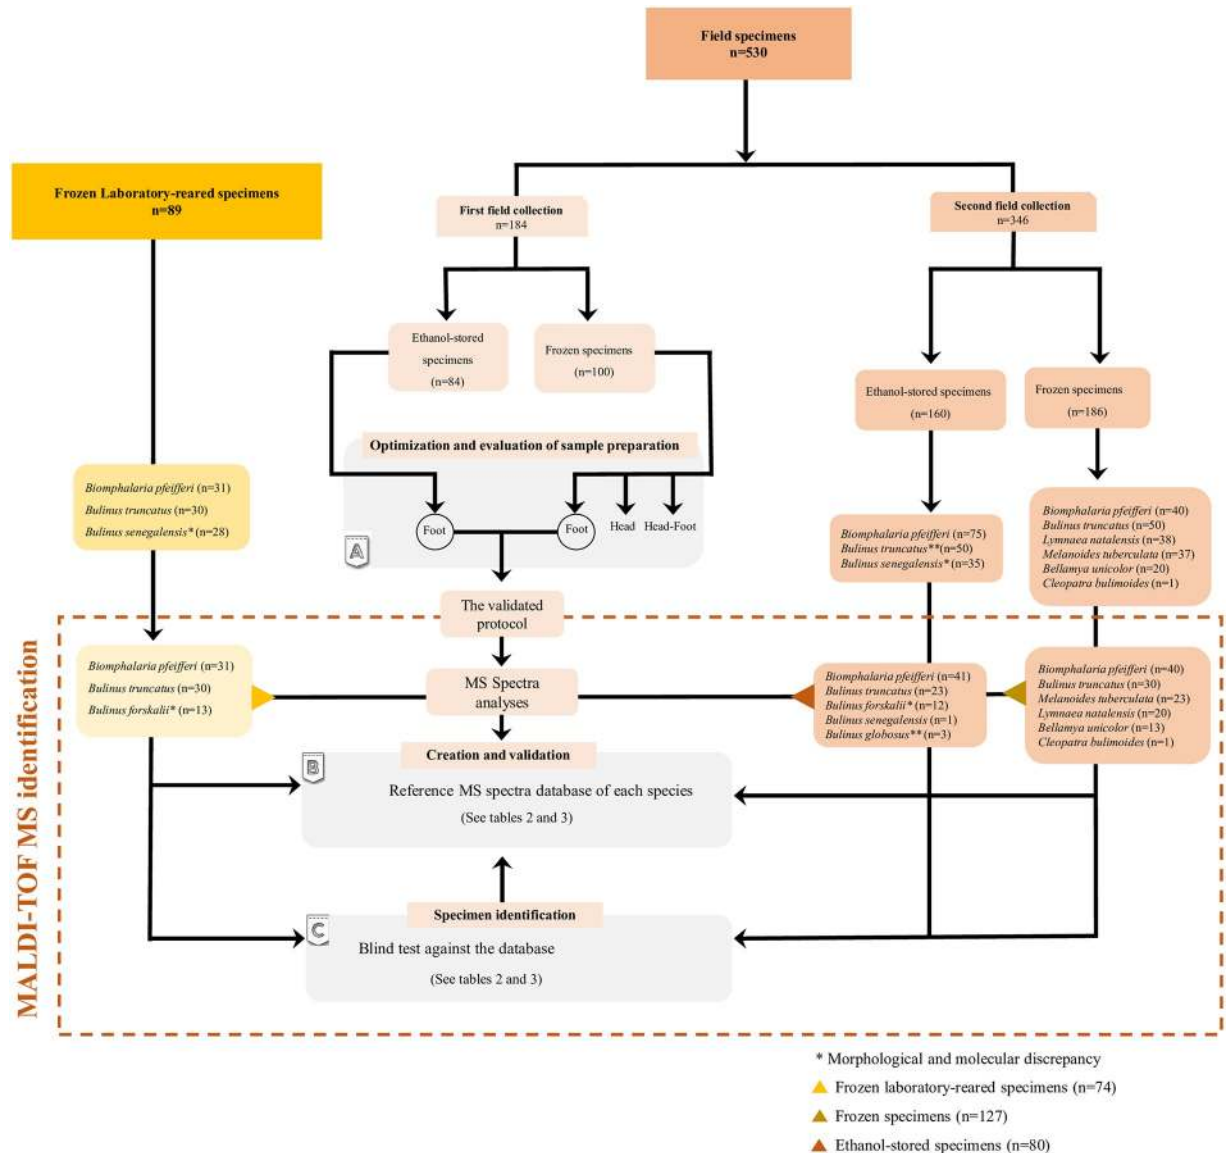 Field specimens
n=530
Frozen Laboratory-reared specimens
n=89
First field collection
n=184
Second field collection
n=346
Ethanol-stored
specimens
(n=84)
Frozen specimens
(n=100)
Ethanol-stored specimens
(n=160)
Frozen specimens
(n=186)
Optimization and evaluation of sample preparation
Foot
Foot
Head
Head-Foot
A
Biomphalaria pfeifferi (n=31)
Bulinus truncatus (n=30)
Bulinus senegalensis* (n=28)
Biomphalaria pfeifferi (n=75)
Bulinus truncatus** (n=50)
Bulinus senegalensis* (n=35)
Biomphalaria pfeifferi (n=40)
Bulinus truncatus (n=50)
Lymnaea natalensis (n=38)
Melanoides tuberculata (n=37)
Bellamya unicolor (n=20)
Cleopatra bulimoides (n=1)
The validated
protocol
MALDI-TOF MS identification
Biomphalaria pfeifferi (n=31)
Bulinus truncatus (n=30)
Bulinus forskalii* (n=13)
MS Spectra
analyses
Biomphalaria pfeifferi (n=41)
Bulinus truncatus (n=23)
Bulinus forskalii* (n=12)
Bulinus senegalensis (n=1)
Bulinus globosus** (n=3)
Biomphalaria pfeifferi (n=40)
Bulinus truncatus (n=30)
Melanoides tuberculata (n=23)
Lymnaea natalensis (n=20)
Bellamya unicolor (n=13)
Cleopatra bulimoides (n=1)
B
Creation and validation
Reference MS spectra database of each species
(See tables 2 and 3)
C
Specimen identification
Blind test against the database
(See tables 2 and 3)
* Morphological and molecular discrepancy
Frozen laboratory-reared specimens (n=74)
Frozen specimens (n=127)
Ethanol-stored specimens (n=80)